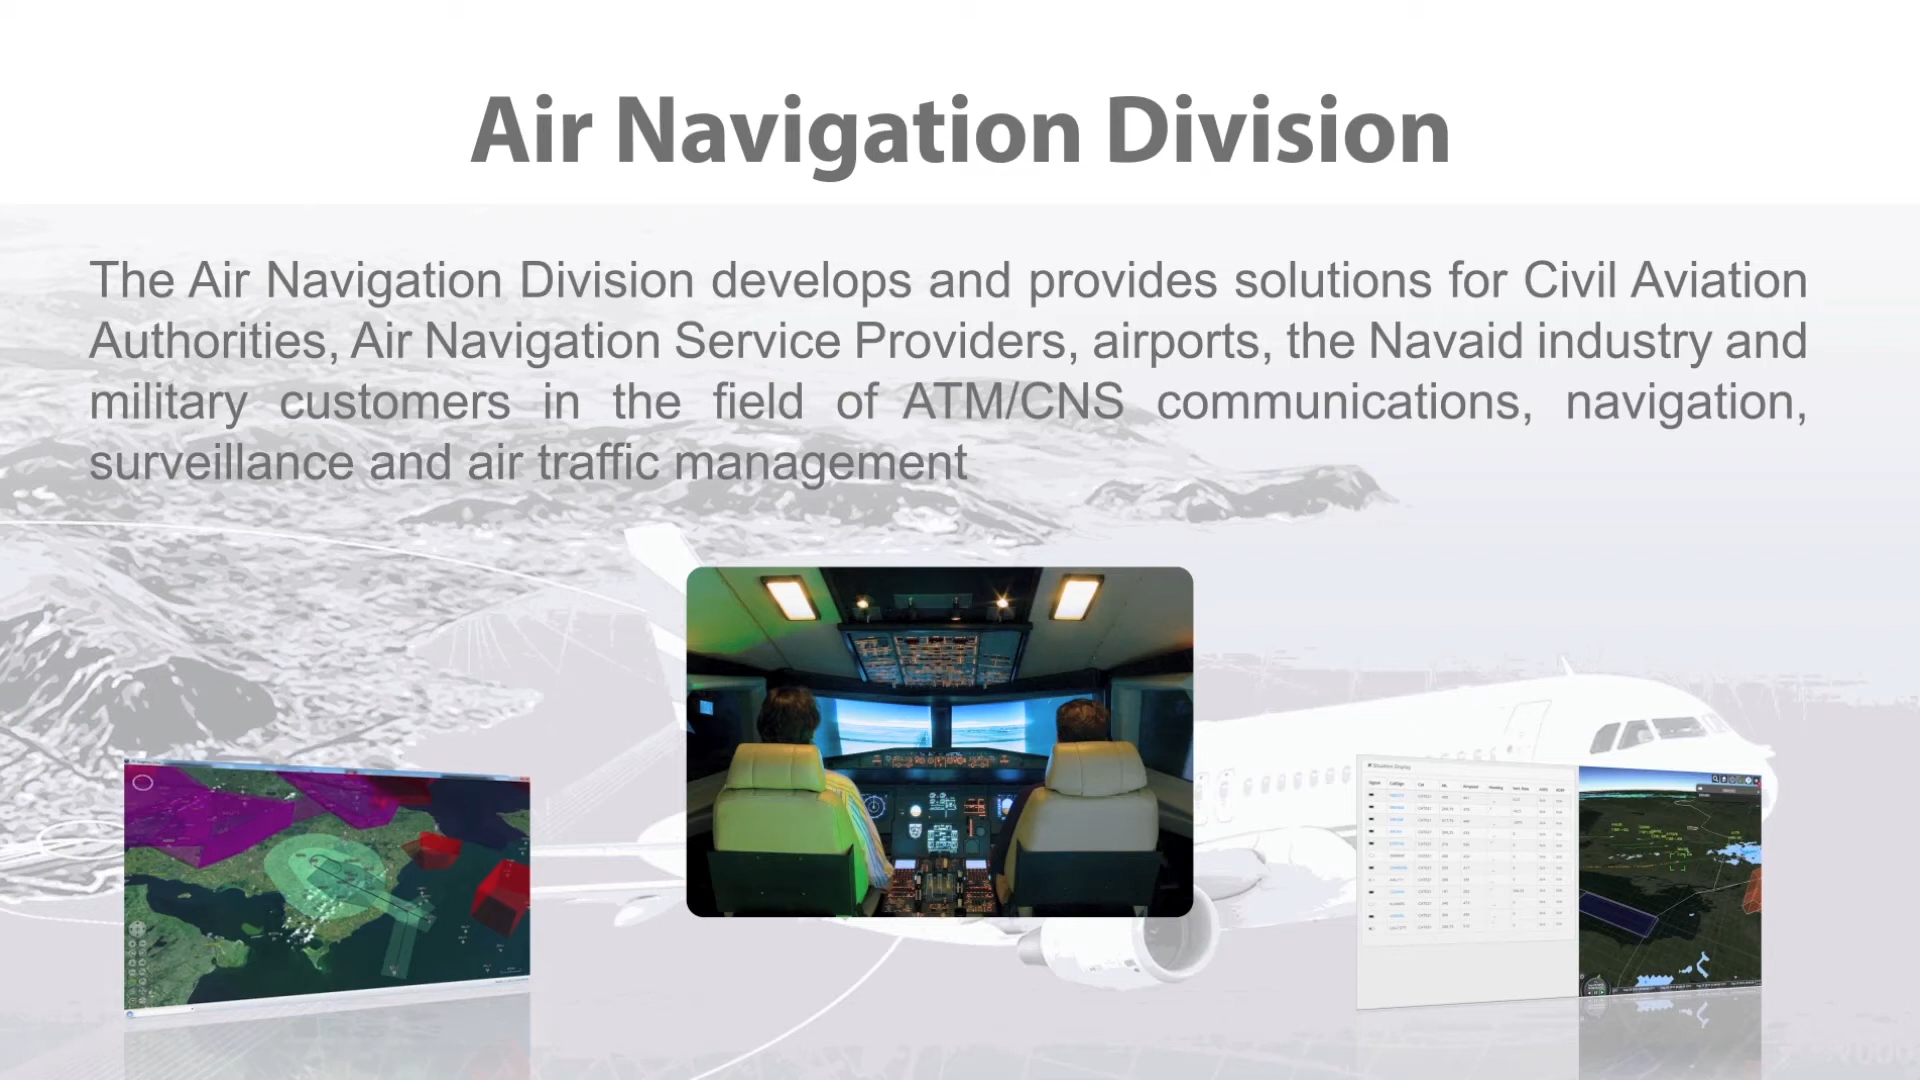 Air Navigation Division
The Air Navigation Division develops and provides solutions for Civil Aviation
Authorities, Air Navigation Service Providers, airports, the Navaid industry and
military customers in the field of ATM/CNS communications, navigation,
surveillance and air traffic management
Situation Display